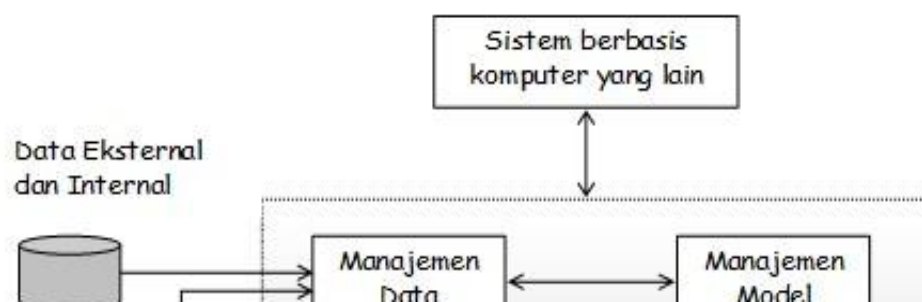 Sistem berbasis
komputer yang lain
Data Eksternal
dan Internal
Manajemen
Data
Manajemen
Model